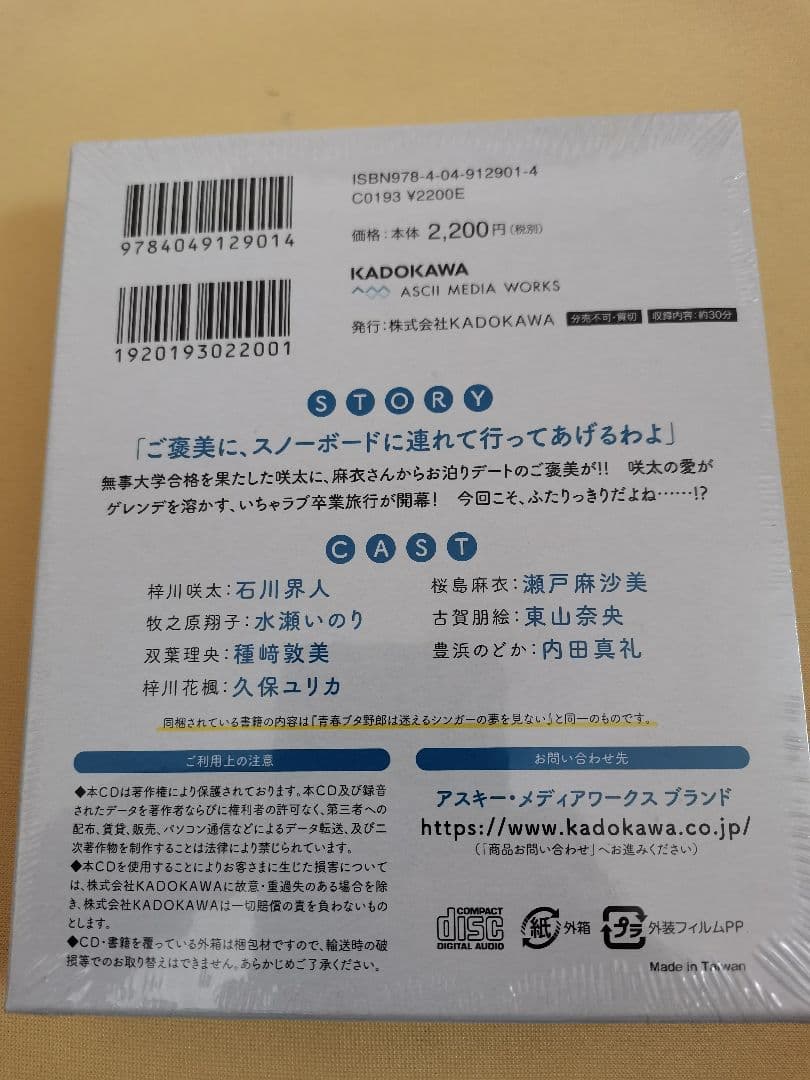 ISBN978-4-04-912901-4
C0193 ¥2200E
9784049129014
価格：本体 2,200円(税別)
KADOKAWA
ASCII MEDIA WORKS
1920193022001
発行：株式会社KADOKAWA 分売不可・買切 収録内容：約30分
STORY
「ご褒美に、スノーボードに連れて行ってあげるわよ」
無事大学合格を果たした咲太に、麻衣さんからお泊りデートのご褒美が!! 咲太の愛が
ゲレンデを溶かす、いちゃラブ卒業旅行が開幕！ 今回こそ、ふたりっきりだよね……!?
CAST
梓川咲太：石川界人 桜島麻衣：瀬戸麻沙美
牧之原翔子：水瀬いのり 古賀朋絵：東山奈央
双葉理央：種﨑敦美 豊浜のどか：内田真礼
梓川花楓：久保ユリカ
同梱されている書籍の内容は『青春ブタ野郎は迷えるシンガーの夢を見ない』と同一のものです。
ご利用上の注意
◆本CDは著作権により保護されております。本CD及び録音
されたデータを著作者ならびに権利者の許可なく、第三者への
配布、賃貸、販売、パソコン通信などによるデータ転送、及び二
次著作物を制作することは法律により禁じられています。
◆本CDを使用することによりお客さまに生じた損害について
は、株式会社KADOKAWAに故意・重過失のある場合を除
き、株式会社KADOKAWAは一切賠償の責を負わないもの
とします。
◆CD・書籍を覆っている外箱は梱包材ですので、輸送時の破
損等でのお取り替えはできません。あらかじめご了承ください。
お問い合わせ先
アスキー・メディアワークス ブランド
https://www.kadokawa.co.jp/
(「商品お問い合わせ」へお進みください)
COMPACT
disc
DIGITAL AUDIO
紙 外箱
プラ 外装フィルムPP
Made in Taiwan